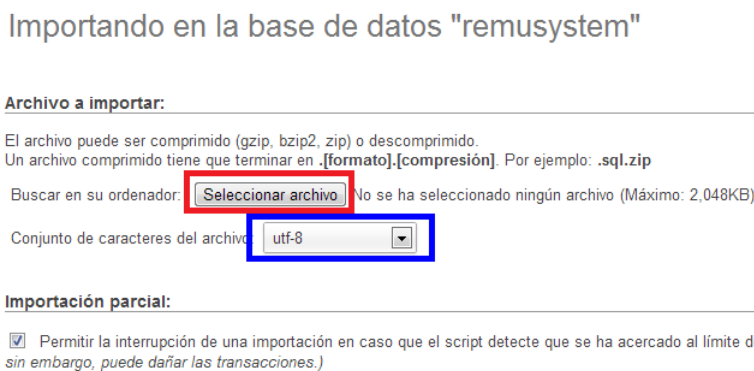 Importando en la base de datos "remusystem"
Archivo a importar:
El archivo puede ser comprimido (gzip, bzip2, zip) o descomprimido.
Un archivo comprimido tiene que terminar en .[formato].[compresión]. Por ejemplo: .sql.zip
Buscar en su ordenador: Seleccionar archivo No se ha seleccionado ningún archivo (Máximo: 2,048KB)
Conjunto de caracteres del archivo: utf-8
Importación parcial:
Permitir la interrupción de una importación en caso que el script detecte que se ha acercado al límite d
sin embargo, puede dañar las transacciones.)